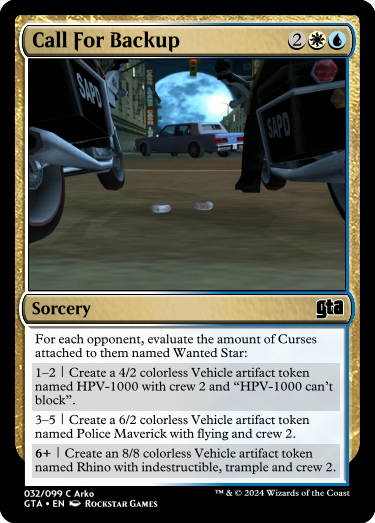 Call For Backup 2
SAPD
SAPD
Sorcery gta
For each opponent, evaluate the amount of Curses
attached to them named Wanted Star:
1–2 | Create a 4/2 colorless Vehicle artifact token
named HPV-1000 with crew 2 and “HPV-1000 can’t
block”.
3–5 | Create a 6/2 colorless Vehicle artifact token
named Police Maverick with flying and crew 2.
6+ | Create an 8/8 colorless Vehicle artifact token
named Rhino with indestructible, trample and crew 2.
032/099 C Arko
GTA • EN Rockstar Games
™ & © 2024 Wizards of the Coast